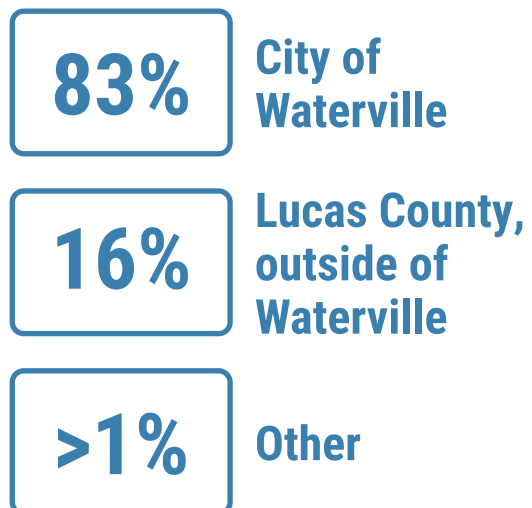 83%
City of
Waterville
16%
Lucas County,
outside of
Waterville
>1%
Other